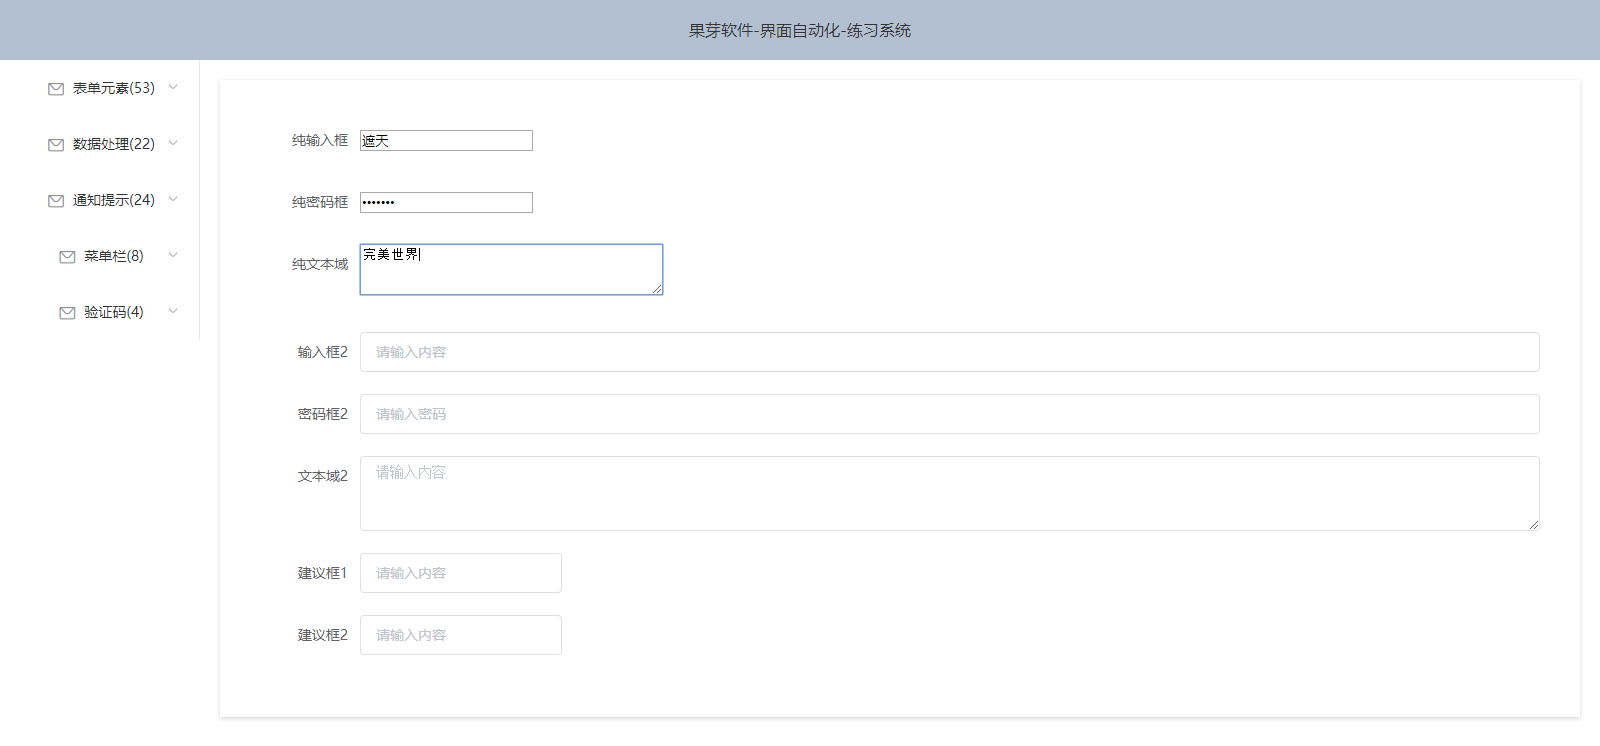 果芽软件-界面自动化-练习系统
表单元素(53)
数据处理(22)
通知提示(24)
菜单栏(8)
验证码(4)
纯输入框 遮天
纯密码框 •••••••
纯文本域 完美世界
输入框2 请输入内容
密码框2 请输入密码
文本域2 请输入内容
建议框1 请输入内容
建议框2 请输入内容